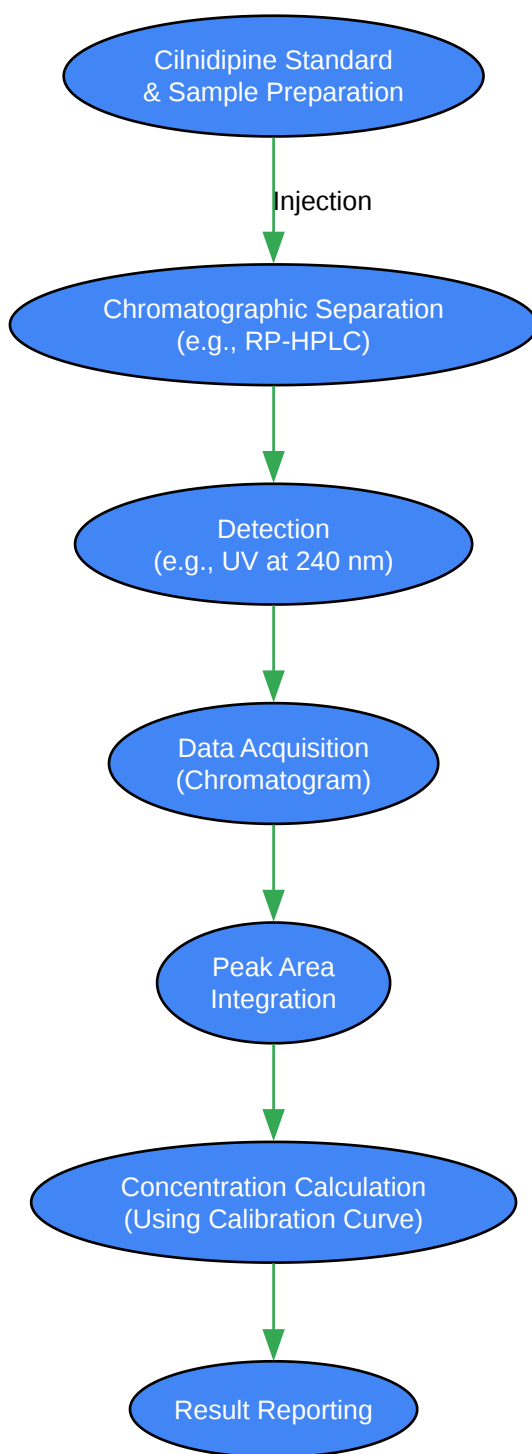 Cilnidipine Standard
& Sample Preparation
Injection
Chromatographic Separation
(e.g., RP-HPLC)
Detection
(e.g., UV at 240 nm)
Data Acquisition
(Chromatogram)
Peak Area
Integration
Concentration Calculation
(Using Calibration Curve)
Result Reporting